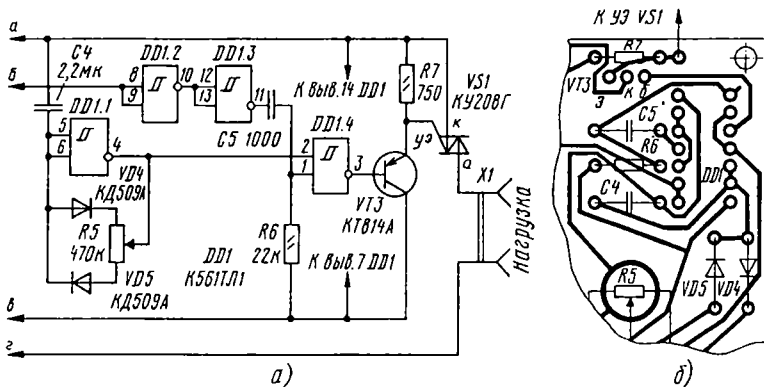 а
C4
2,2мк
б
DD1.2
8
9
10
DD1.3
12
13
11
C5 1000
К выв.14 DD1
R7
750
VS1
КУ208Г
к
уэ
а
X1
Нагрузка
DD1.1
5
6
4
VD4
КД509А
R5
470к
VD5
КД509А
DD1.4
2
1
3
VT3
КТ814А
R6
22к
DD1
К561ТЛ1
К выв.7 DD1
в
г
а)
К УЭ VS1
R7
VT3
э
к
б
C5
R6
C4
DD1
R5
VD5
VD4
б)